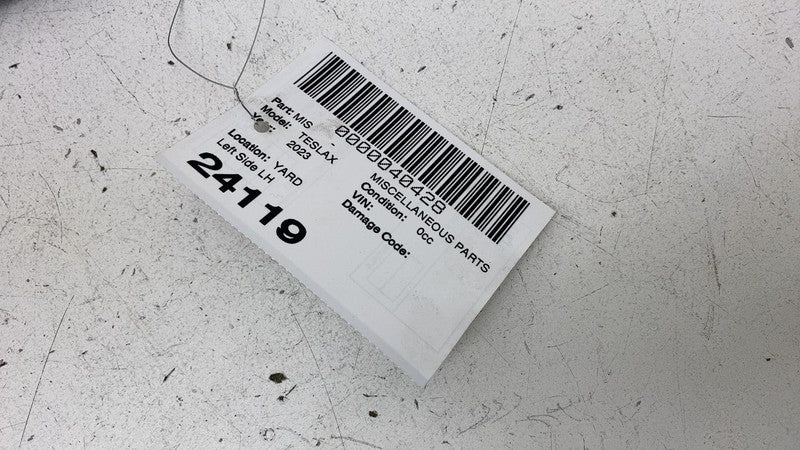 0000040428
Part: MIS - MISCELLANEOUS PARTS
Model: TESLAX Condition: 0cc
Year: 2023 VIN:
Damage Code:
Location: YARD
Left Side LH
24119